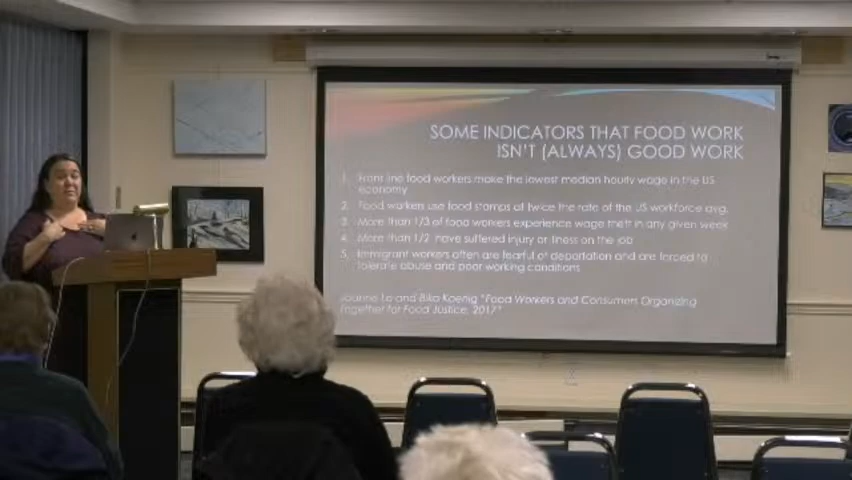 SOME INDICATORS THAT FOOD WORK
ISN'T (ALWAYS) GOOD WORK
1. Front line food workers make the lowest median hourly wage in the US
economy
2. Food workers use food stamps at twice the rate of the US workforce avg.
3. More than 1/3 of food workers experience wage theft in any given week
4. More than 1/2 have suffered injury or illness on the job
5. Immigrant workers often are fearful of deportation and are forced to
tolerate abuse and poor working conditions
Joanne Lo and Biko Koenig "Food Workers and Consumers Organizing
Together for Food Justice, 2017"